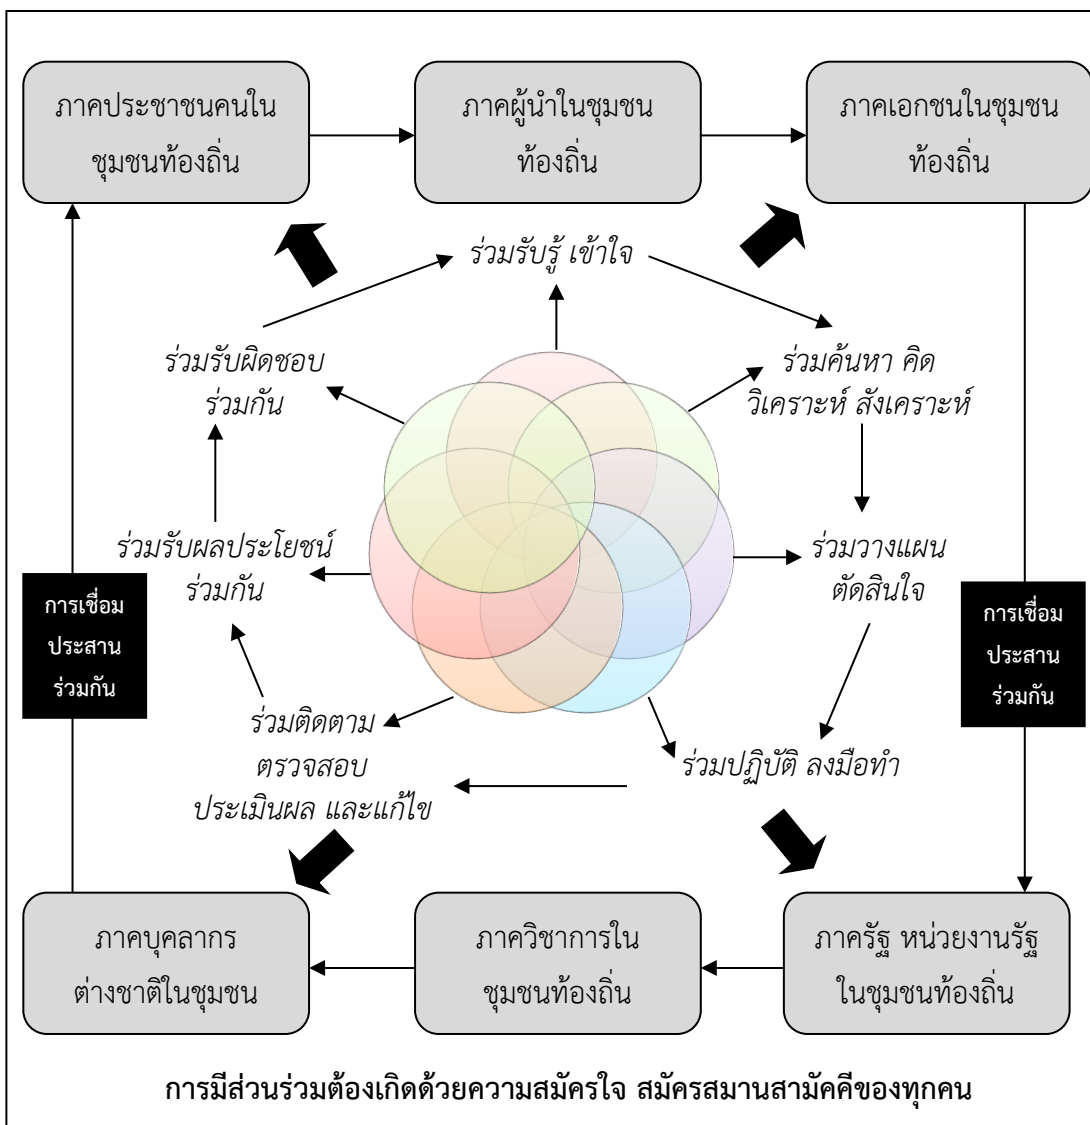 ภาคประชาชนคนใน
ชุมชนท้องถิ่น
ภาคผู้นำในชุมชน
ท้องถิ่น
ภาคเอกชนในชุมชน
ท้องถิ่น
ร่วมรับรู้ เข้าใจ
ร่วมรับผิดชอบ
ร่วมกัน
ร่วมค้นหา คิด
วิเคราะห์ สังเคราะห์
ร่วมรับผลประโยชน์
ร่วมกัน
ร่วมวางแผน
ตัดสินใจ
การเชื่อม
ประสาน
ร่วมกัน
การเชื่อม
ประสาน
ร่วมกัน
ร่วมติดตาม
ตรวจสอบ
ประเมินผล และแก้ไข
ร่วมปฏิบัติ ลงมือทำ
ภาคบุคลากร
ต่างชาติในชุมชน
ภาควิชาการใน
ชุมชนท้องถิ่น
ภาครัฐ หน่วยงานรัฐ
ในชุมชนท้องถิ่น
การมีส่วนร่วมต้องเกิดด้วยความสมัครใจ สมัครสมานสามัคคีของทุกคน